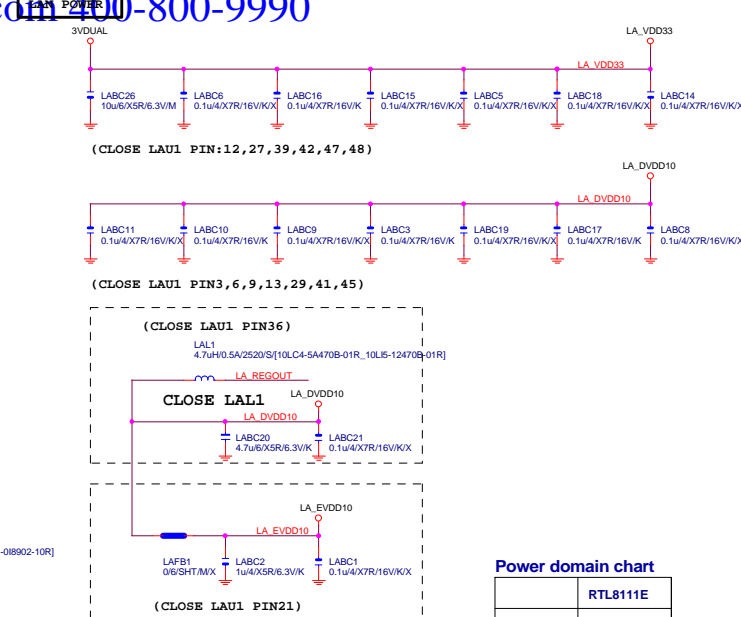 com 400-800-9990
LAN POWER
3VDUAL
LA_VDD33
LA_VDD33
LABC26
10u/6/X5R/6.3V/M
LABC6
0.1u/4/X7R/16V/K/X
LABC16
0.1u/4/X7R/16V/K
LABC15
0.1u/4/X7R/16V/K/X
LABC5
0.1u/4/X7R/16V/K/X
LABC18
0.1u/4/X7R/16V/K/X
LABC14
0.1u/4/X7R/16V/K/X
(CLOSE LAU1 PIN:12,27,39,42,47,48)
LA_DVDD10
LA_DVDD10
LABC11
0.1u/4/X7R/16V/K/X
LABC10
0.1u/4/X7R/16V/K
LABC9
0.1u/4/X7R/16V/K/X
LABC3
0.1u/4/X7R/16V/K
LABC19
0.1u/4/X7R/16V/K/X
LABC17
0.1u/4/X7R/16V/K
LABC8
0.1u/4/X7R/16V/K/X
(CLOSE LAU1 PIN3,6,9,13,29,41,45)
(CLOSE LAU1 PIN36)
LAL1
4.7uH/0.5A/2520/S/[10LC4-5A470B-01R_10LI5-12470B-01R]
LA_REGOUT
CLOSE LAL1
LA_DVDD10
LA_DVDD10
LABC20
4.7u/6/X5R/6.3V/K
LABC21
0.1u/4/X7R/16V/K/X
LA_EVDD10
LA_EVDD10
-0I8902-10R]
LAFB1
0/6/SHT/M/X
LABC2
1u/4/X5R/6.3V/K
LABC1
0.1u/4/X7R/16V/K/X
(CLOSE LAU1 PIN21)
Power domain chart
RTL8111E